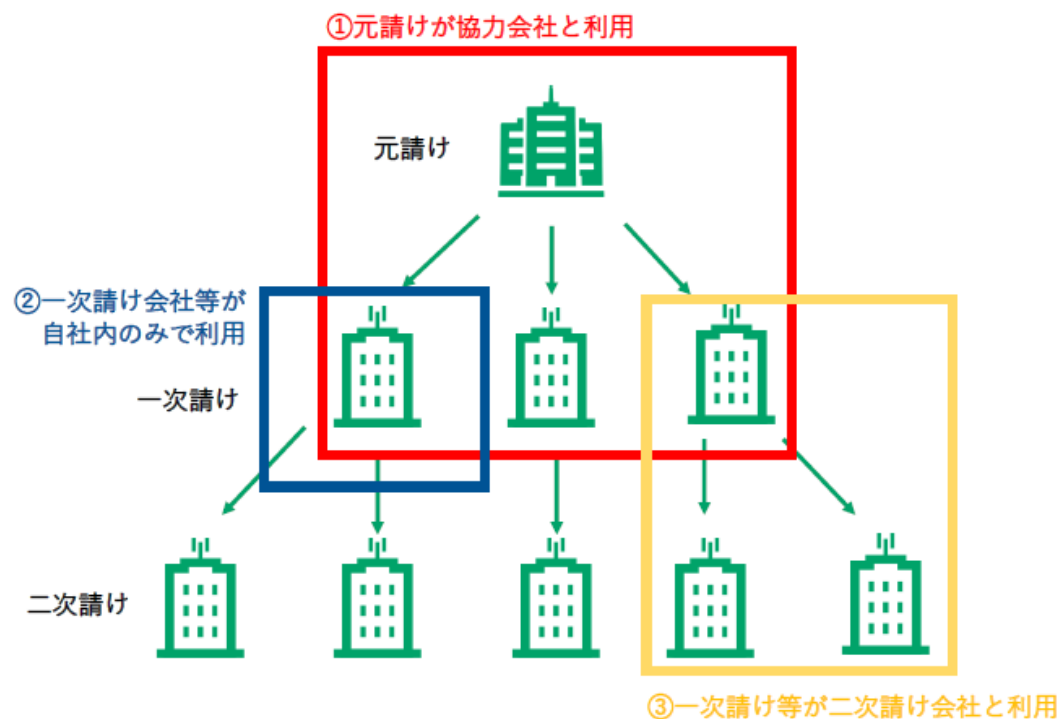 ①元請けが協力会社と利用
元請け
②一次請け会社等が
自社内のみで利用
一次請け
二次請け
③一次請け等が二次請け会社と利用